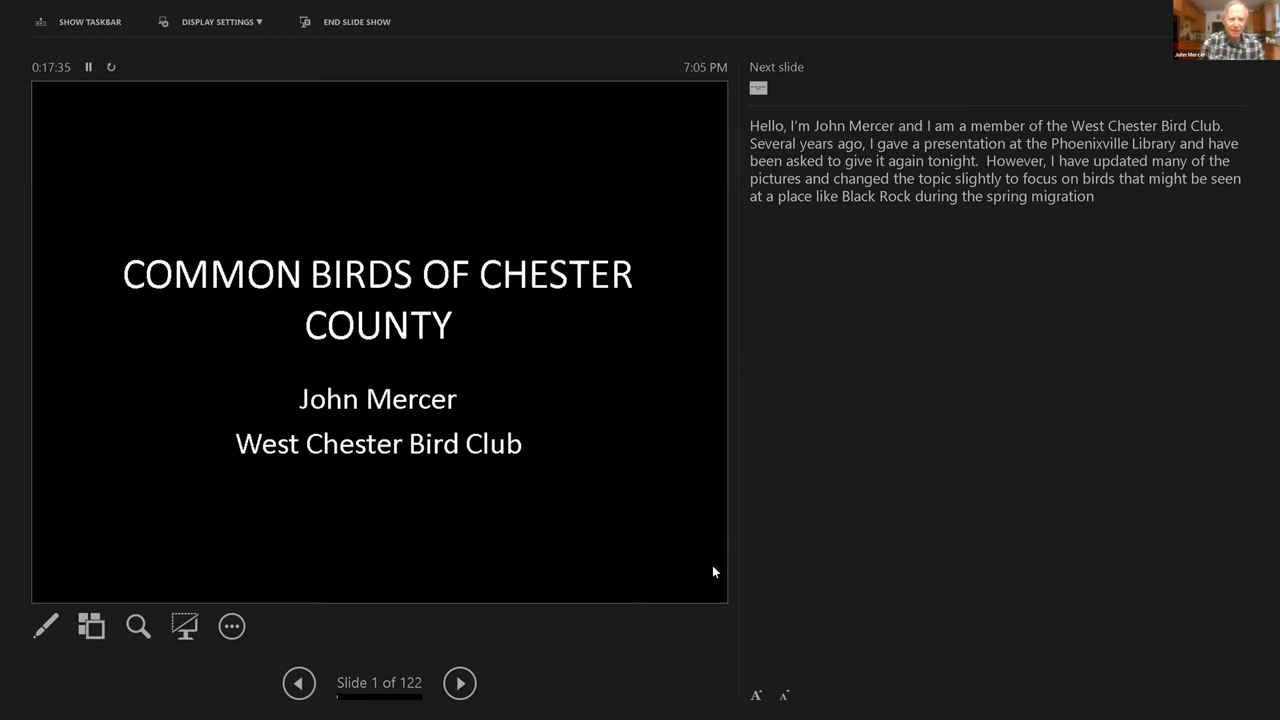 SHOW TASKBAR DISPLAY SETTINGS ▼ END SLIDE SHOW
John Mercer
0:17:35 7:05 PM
COMMON BIRDS OF CHESTER
COUNTY
John Mercer
West Chester Bird Club
Slide 1 of 122
Next slide
Hello, I'm John Mercer and I am a member of the West Chester Bird Club.
Several years ago, I gave a presentation at the Phoenixville Library and have
been asked to give it again tonight.  However, I have updated many of the
pictures and changed the topic slightly to focus on birds that might be seen
at a place like Black Rock during the spring migration
A A